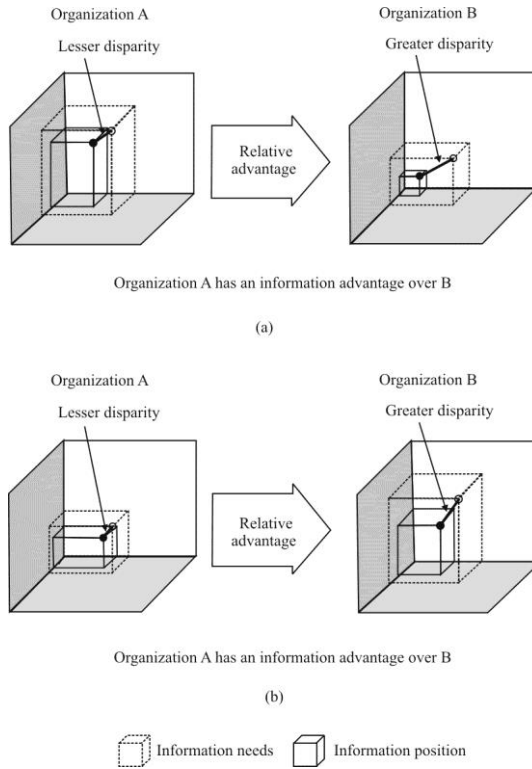 Organization A
Organization B
Lesser disparity
Greater disparity
Relative
advantage
Organization A has an information advantage over B
(a)
Organization A
Organization B
Lesser disparity
Greater disparity
Relative
advantage
Organization A has an information advantage over B
(b)
Information needs
Information position